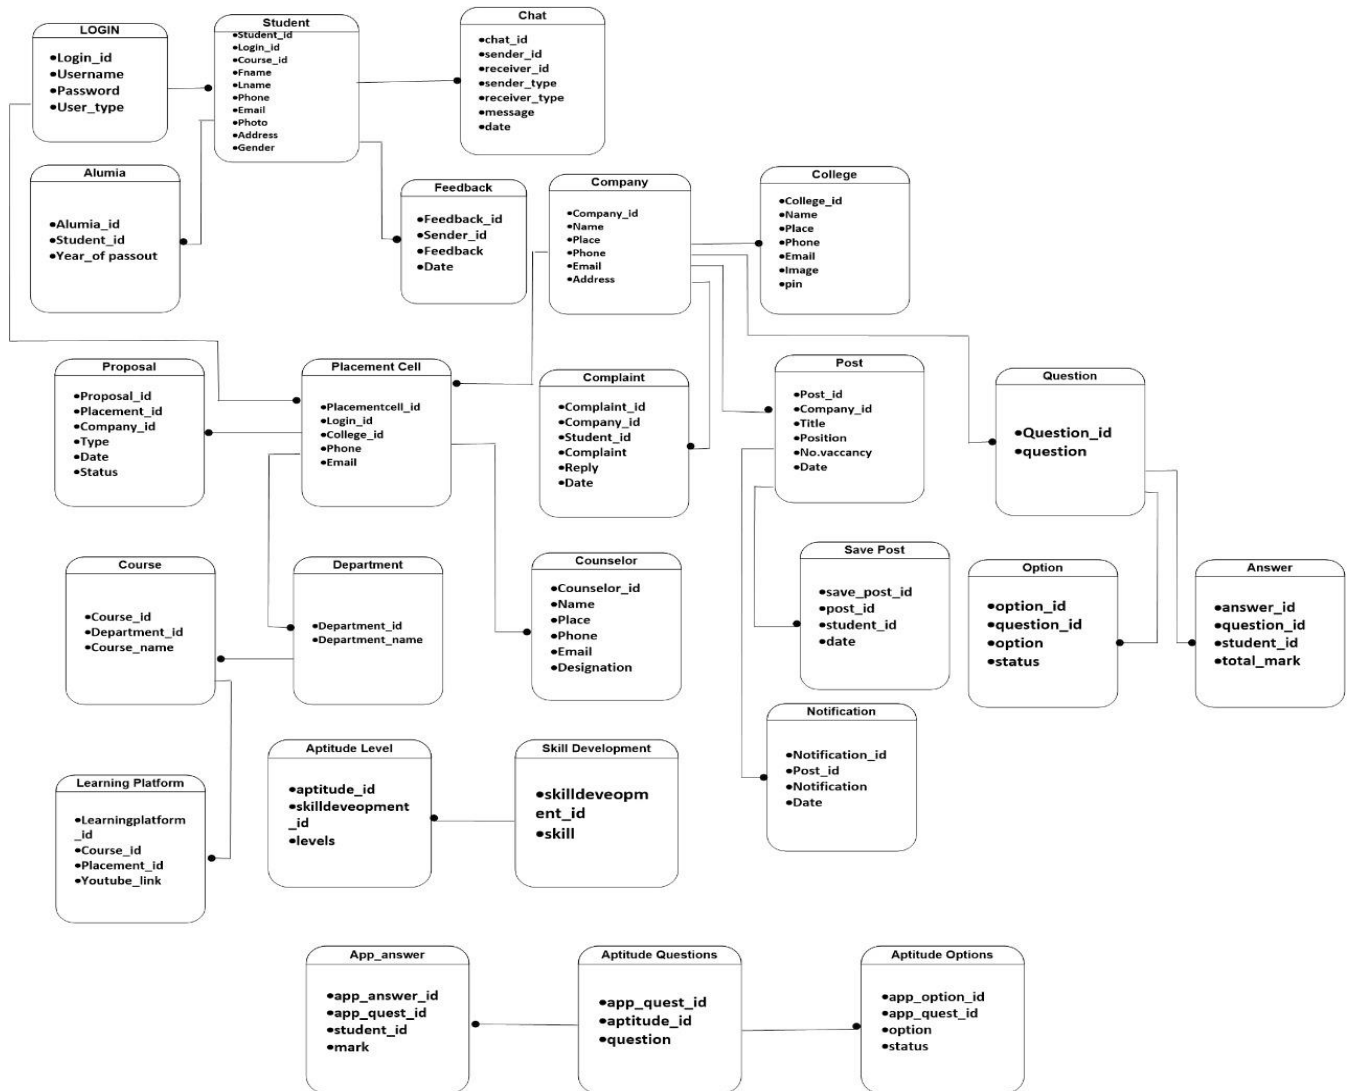 LOGIN
●Login_id
●Username
●Password
●User_type
Student
●Student_id
●Login_id
●Course_id
●Fname
●Lname
●Phone
●Email
●Photo
●Address
●Gender
Chat
●chat_id
●sender_id
●receiver_id
●sender_type
●receiver_type
●message
●date
Alumia
●Alumia_id
●Student_id
●Year_of passout
Feedback
●Feedback_id
●Sender_id
●Feedback
●Date
Company
●Company_id
●Name
●Place
●Phone
●Email
●Address
College
●College_id
●Name
●Place
●Phone
●Email
●Image
●pin
Proposal
●Proposal_id
●Placement_id
●Company_id
●Type
●Date
●Status
Placement Cell
●Placementcell_id
●Login_id
●College_id
●Phone
●Email
Complaint
●Complaint_id
●Company_id
●Student_id
●Complaint
●Reply
●Date
Post
●Post_id
●Company_id
●Title
●Position
●No.vaccancy
●Date
Question
●Question_id
●question
Course
●Course_id
●Department_id
●Course_name
Department
●Department_id
●Department_name
Counselor
●Counselor_id
●Name
●Place
●Phone
●Email
●Designation
Save Post
●save_post_id
●post_id
●student_id
●date
Option
●option_id
●question_id
●option
●status
Answer
●answer_id
●question_id
●student_id
●total_mark
Learning Platform
●Learningplatform
_id
●Course_id
●Placement_id
●Youtube_link
Aptitude Level
●aptitude_id
●skilldeveopment
_id
●levels
Skill Development
●skilldeveopm
ent_id
●skill
Notification
●Notification_id
●Post_id
●Notification
●Date
App_answer
●app_answer_id
●app_quest_id
●student_id
●mark
Aptitude Questions
●app_quest_id
●aptitude_id
●question
Aptitude Options
●app_option_id
●app_quest_id
●option
●status